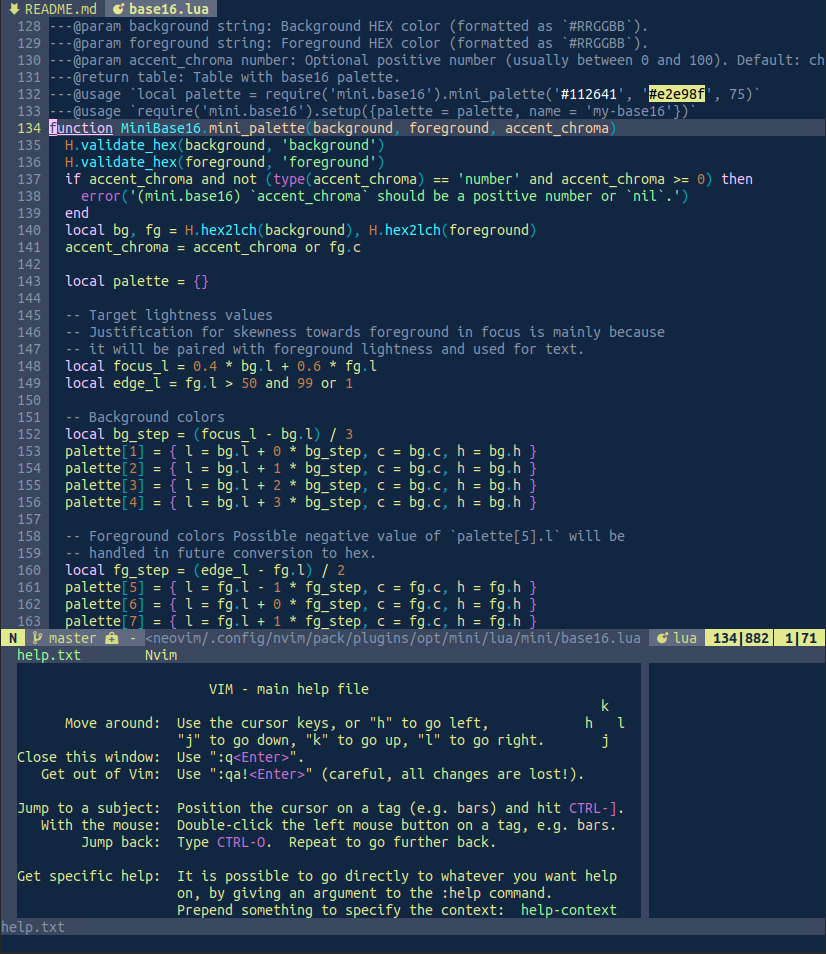 README.md base16.lua
128 ---@param background string: Background HEX color (formatted as `#RRGGBB`).
129 ---@param foreground string: Foreground HEX color (formatted as `#RRGGBB`).
130 ---@param accent_chroma number: Optional positive number (usually between 0 and 100). Default: ch
131 ---@return table: Table with base16 palette.
132 ---@usage `local palette = require('mini.base16').mini_palette('#112641', '#e2e98f', 75)`
133 ---@usage `require('mini.base16').setup({palette = palette, name = 'my-base16'})`
134 function MiniBase16.mini_palette(background, foreground, accent_chroma)
135   H.validate_hex(background, 'background')
136   H.validate_hex(foreground, 'foreground')
137   if accent_chroma and not (type(accent_chroma) == 'number' and accent_chroma >= 0) then
138     error('(mini.base16) `accent_chroma` should be a positive number or `nil`.')
139   end
140   local bg, fg = H.hex2lch(background), H.hex2lch(foreground)
141   accent_chroma = accent_chroma or fg.c
142
143   local palette = {}
144
145   -- Target lightness values
146   -- Justification for skewness towards foreground in focus is mainly because
147   -- it will be paired with foreground lightness and used for text.
148   local focus_l = 0.4 * bg.l + 0.6 * fg.l
149   local edge_l = fg.l > 50 and 99 or 1
150
151   -- Background colors
152   local bg_step = (focus_l - bg.l) / 3
153   palette[1] = { l = bg.l + 0 * bg_step, c = bg.c, h = bg.h }
154   palette[2] = { l = bg.l + 1 * bg_step, c = bg.c, h = bg.h }
155   palette[3] = { l = bg.l + 2 * bg_step, c = bg.c, h = bg.h }
156   palette[4] = { l = bg.l + 3 * bg_step, c = bg.c, h = bg.h }
157
158   -- Foreground colors Possible negative value of `palette[5].l` will be
159   -- handled in future conversion to hex.
160   local fg_step = (edge_l - fg.l) / 2
161   palette[5] = { l = fg.l - 1 * fg_step, c = fg.c, h = fg.h }
162   palette[6] = { l = fg.l + 0 * fg_step, c = fg.c, h = fg.h }
163   palette[7] = { l = fg.l + 1 * fg_step, c = fg.c, h = fg.h }
N master - <neovim/.config/nvim/pack/plugins/opt/mini/lua/mini/base16.lua lua 134|882 1|71
help.txt Nvim
VIM - main help file
k
Move around: Use the cursor keys, or "h" to go left, h l
"j" to go down, "k" to go up, "l" to go right. j
Close this window: Use ":q<Enter>".
Get out of Vim: Use ":qa!<Enter>" (careful, all changes are lost!).
Jump to a subject: Position the cursor on a tag (e.g. bars) and hit CTRL-].
With the mouse: Double-click the left mouse button on a tag, e.g. bars.
Jump back: Type CTRL-O. Repeat to go further back.
Get specific help: It is possible to go directly to whatever you want help
on, by giving an argument to the :help command.
Prepend something to specify the context: help-context
help.txt